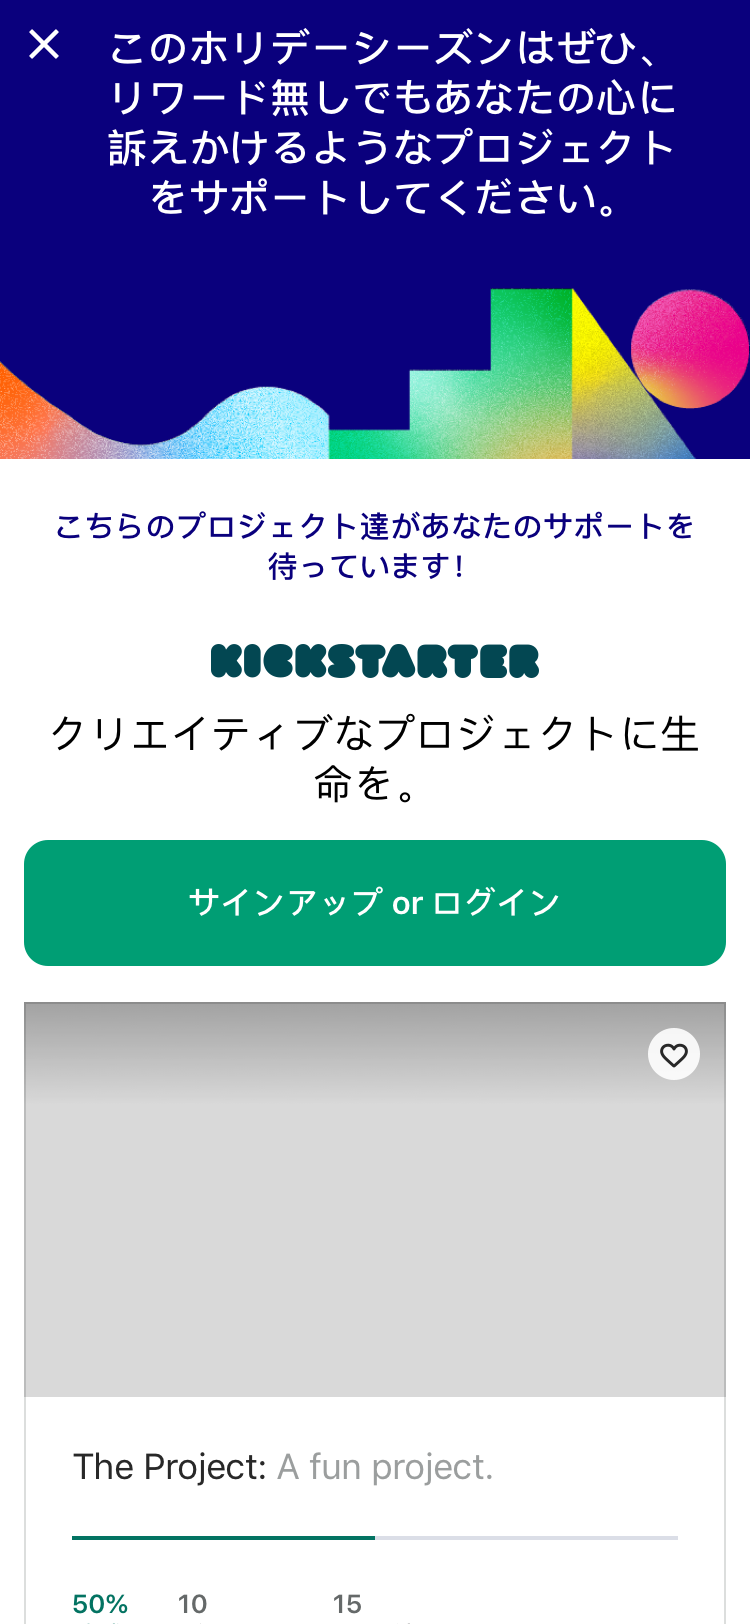 このホリデーシーズンはぜひ、
リワード無しでもあなたの心に
訴えかけるようなプロジェクト
をサポートしてください。
こちらのプロジェクト達があなたのサポートを
待っています!
KICKSTARTER
クリエイティブなプロジェクトに生
命を。
サインアップ or ログイン
The Project: A fun project.
50% 10 15